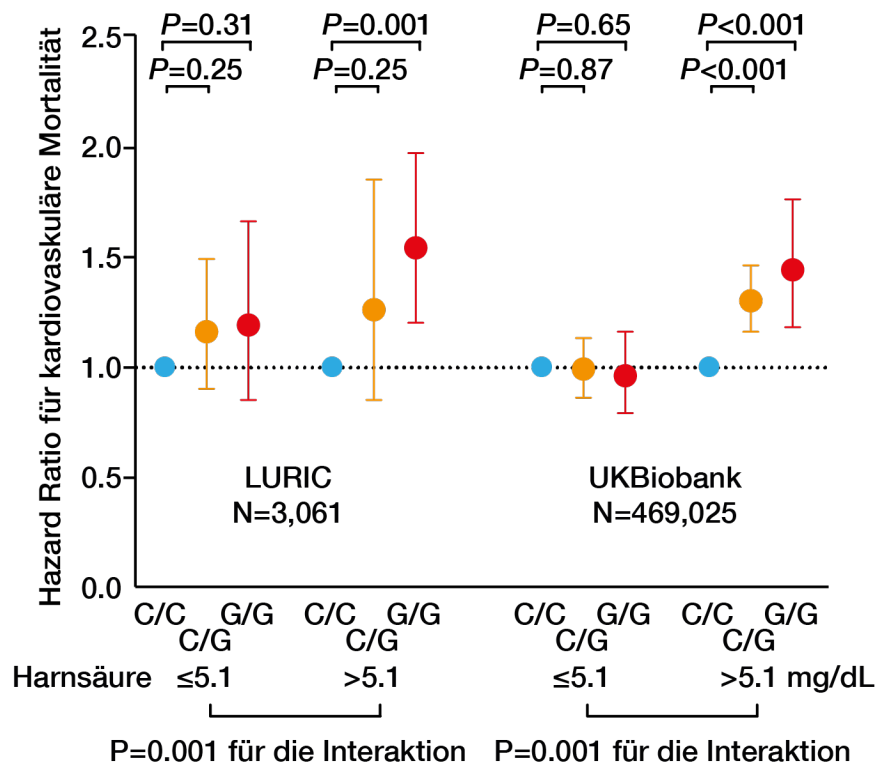 Hazard Ratio für kardiovaskuläre Mortalität
2.5
2.0
1.5
1.0
0.5
0.0
P=0.31
P=0.25
P=0.001
P=0.25
P=0.65
P=0.87
P<0.001
P<0.001
LURIC
N=3,061
UKBiobank
N=469,025
C/C G/G C/C G/G C/C G/G C/C G/G
C/G C/G C/G C/G
Harnsäure ≤5.1 >5.1 ≤5.1 >5.1 mg/dL
P=0.001 für die Interaktion P=0.001 für die Interaktion